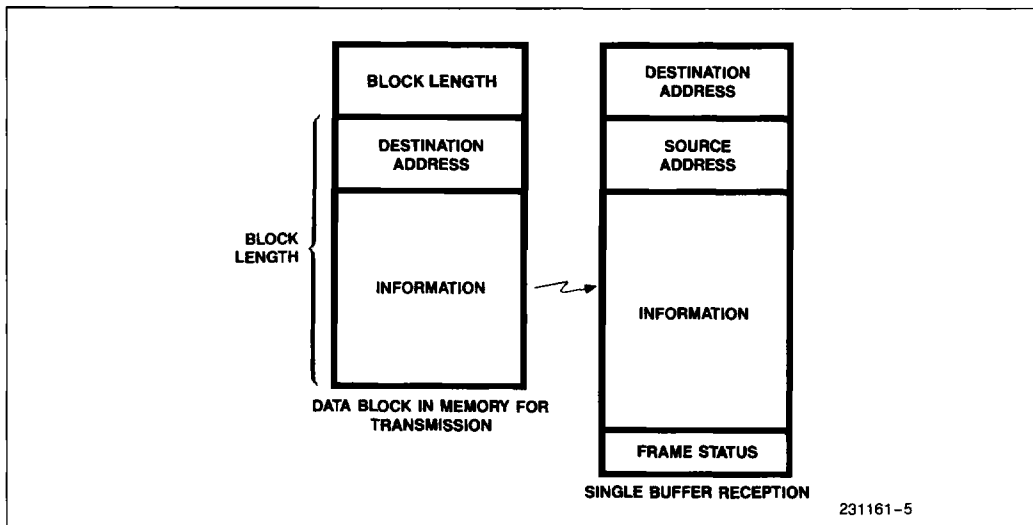 BLOCK LENGTH
DESTINATION
ADDRESS
INFORMATION
BLOCK
LENGTH
DATA BLOCK IN MEMORY FOR
TRANSMISSION
DESTINATION
ADDRESS
SOURCE
ADDRESS
INFORMATION
FRAME STATUS
SINGLE BUFFER RECEPTION
231161-5